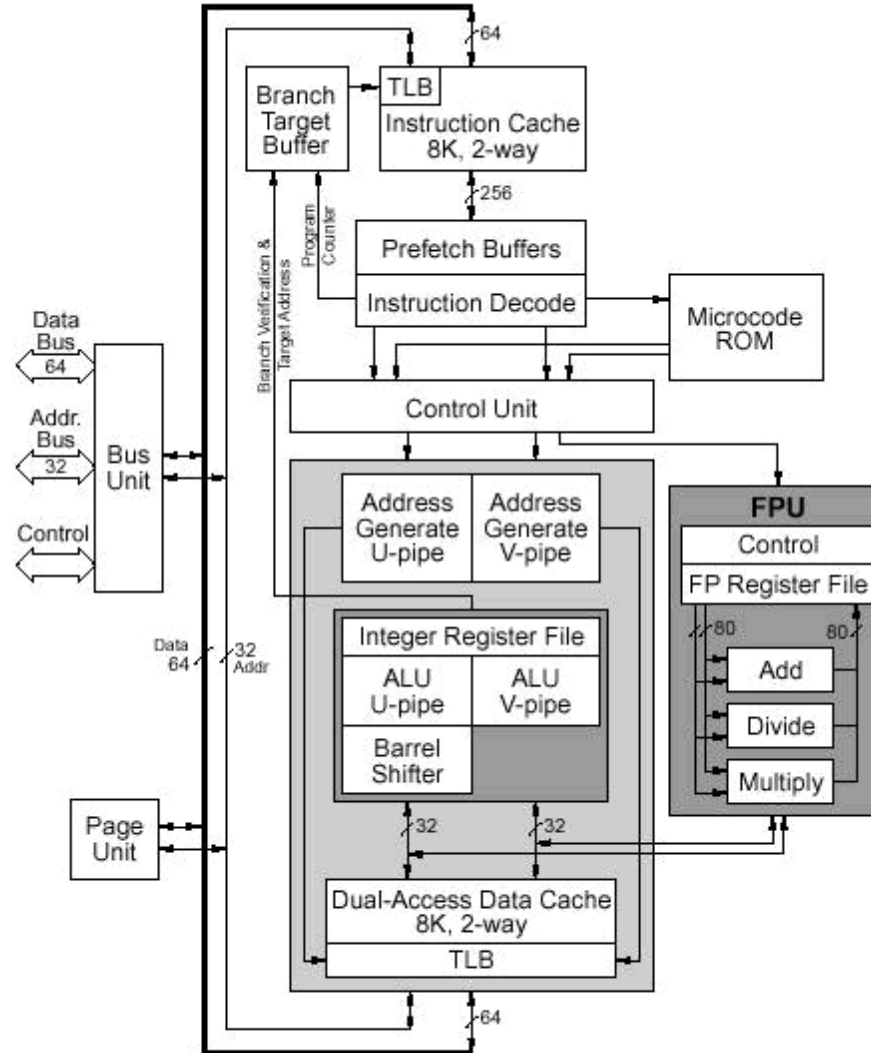 64
TLB
Instruction Cache
8K, 2-way
Branch
Target
Buffer
256
Program
Counter
Branch Verification &
Target Address
Prefetch Buffers
Instruction Decode
Microcode
ROM
Data
Bus
64
Addr.
Bus
32
Control
Bus
Unit
Control Unit
Address
Generate
U-pipe
Address
Generate
V-pipe
FPU
Control
FP Register File
80
80
Add
Divide
Multiply
Integer Register File
ALU
U-pipe
ALU
V-pipe
Barrel
Shifter
Data
64
32
Addr
32
32
Page
Unit
Dual-Access Data Cache
8K, 2-way
TLB
64